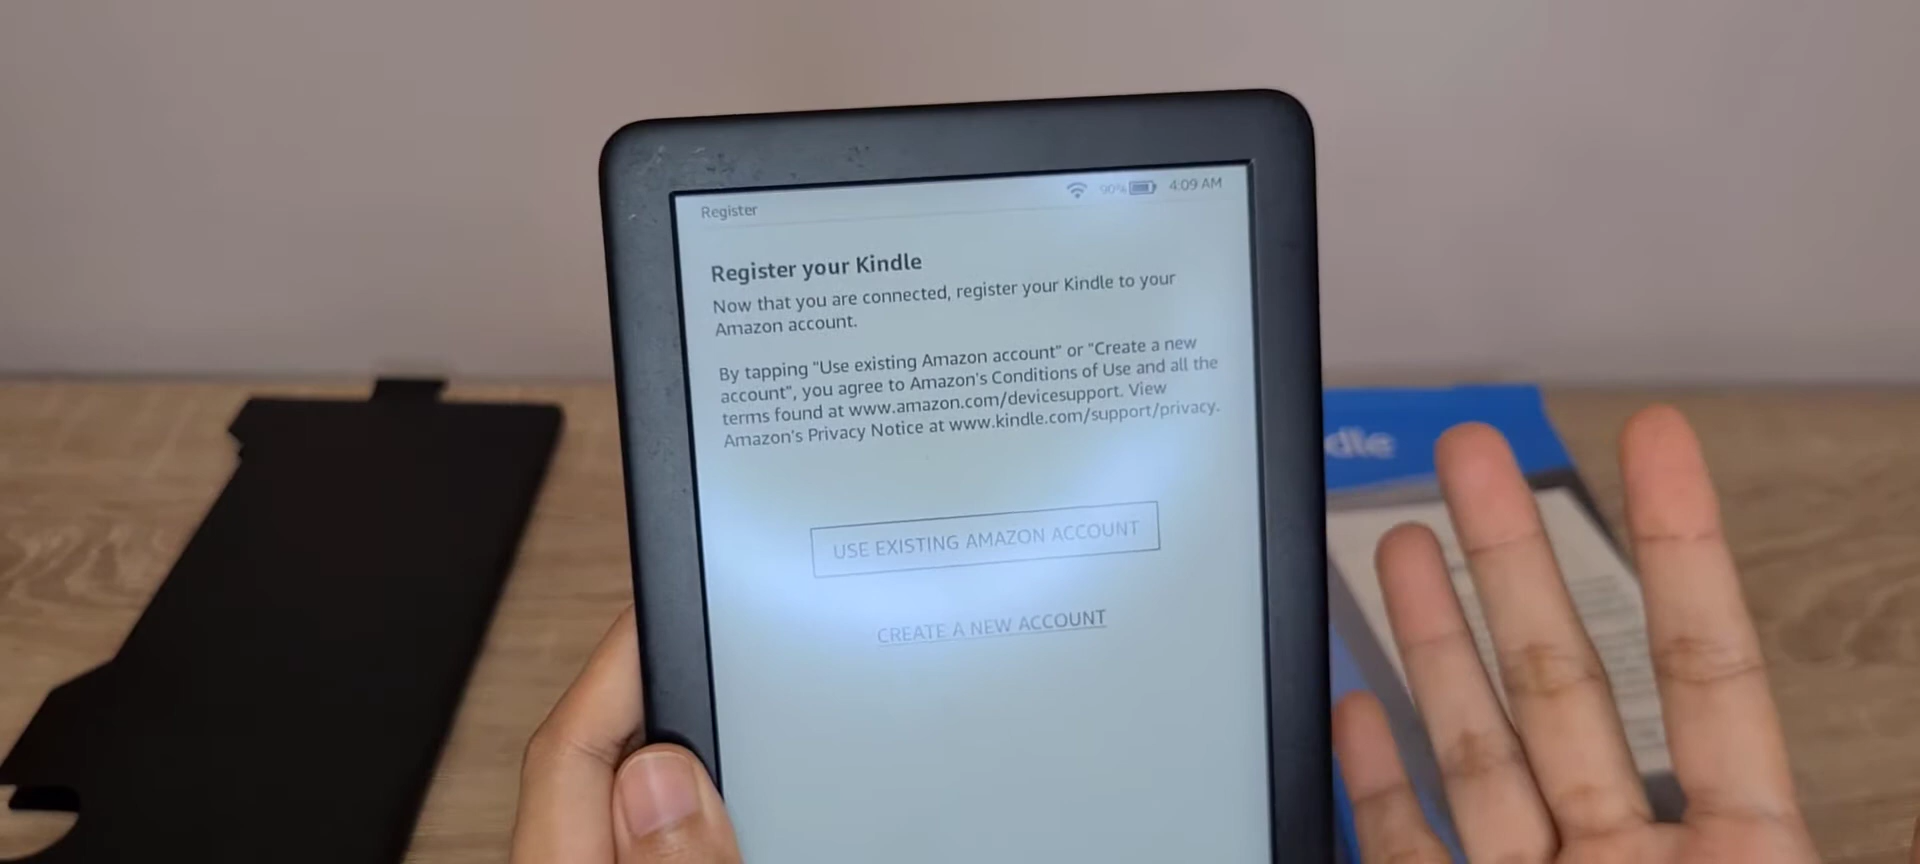 90% 4:09 AM
Register
Register your Kindle
Now that you are connected, register your Kindle to your
Amazon account.
By tapping "Use existing Amazon account" or "Create a new
account", you agree to Amazon's Conditions of Use and all the
terms found at www.amazon.com/devicesupport. View
Amazon's Privacy Notice at www.kindle.com/support/privacy.
USE EXISTING AMAZON ACCOUNT
CREATE A NEW ACCOUNT
dle